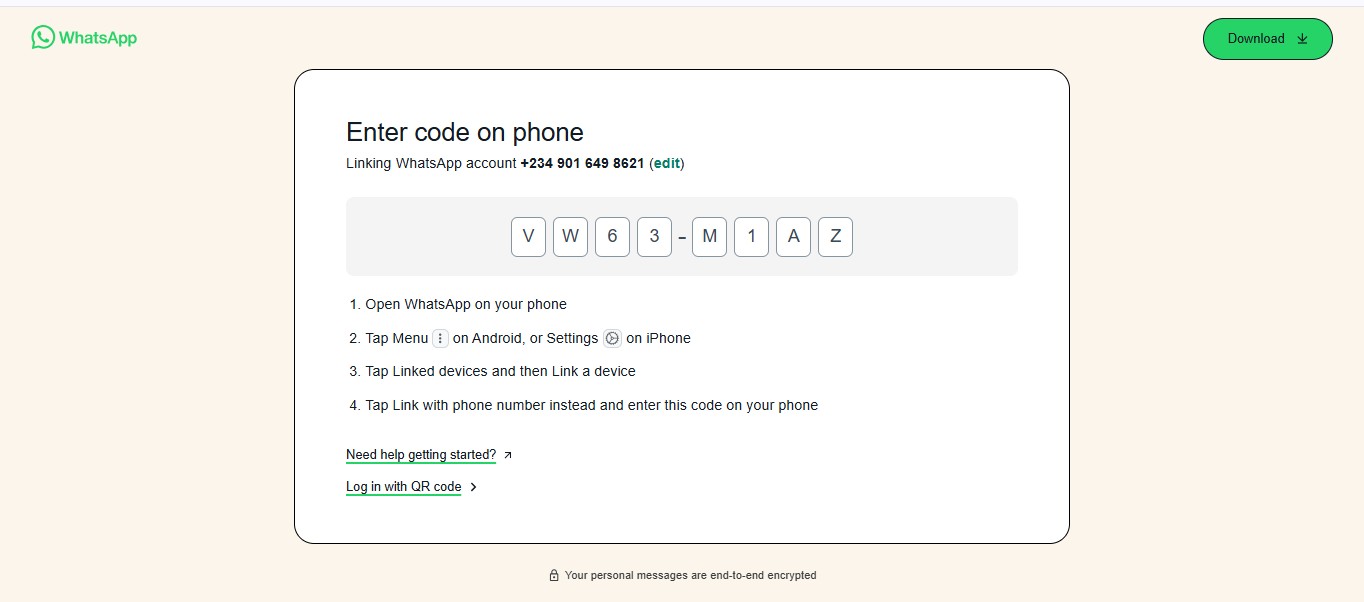 WhatsApp
Download
Enter code on phone
Linking WhatsApp account +234 901 649 8621 (edit)
V W 6 3 - M 1 A Z
1. Open WhatsApp on your phone
2. Tap Menu on Android, or Settings on iPhone
3. Tap Linked devices and then Link a device
4. Tap Link with phone number instead and enter this code on your phone
Need help getting started?
Log in with QR code
Your personal messages are end-to-end encrypted